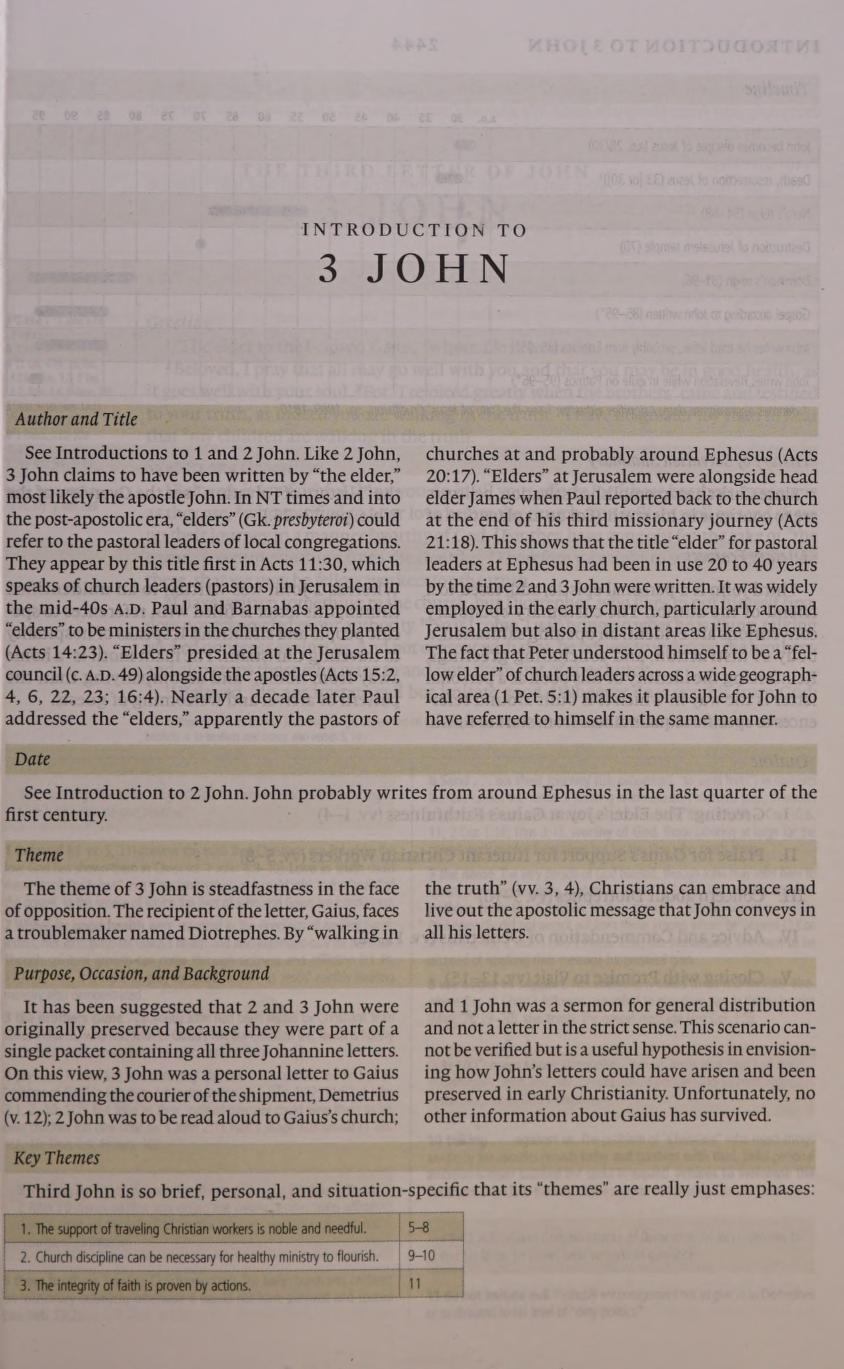 INTRODUCTION TO
3 JOHN
Author and Title
See Introductions to 1 and 2 John. Like 2 John,
3 John claims to have been written by “the elder,”
most likely the apostle John. In NT times and into
the post-apostolic era, “elders” (Gk. presbyteroi) could
refer to the pastoral leaders of local congregations.
They appear by this title first in Acts 11:30, which
speaks of church leaders (pastors) in Jerusalem in
the mid-40s A.D. Paul and Barnabas appointed
“elders” to be ministers in the churches they planted
(Acts 14:23). “Elders” presided at the Jerusalem
council (c. A.D. 49) alongside the apostles (Acts 15:2,
4, 6, 22, 23; 16:4). Nearly a decade later Paul
addressed the “elders,” apparently the pastors of
churches at and probably around Ephesus (Acts
20:17). “Elders” at Jerusalem were alongside head
elder James when Paul reported back to the church
at the end of his third missionary journey (Acts
21:18). This shows that the title “elder” for pastoral
leaders at Ephesus had been in use 20 to 40 years
by the time 2 and 3 John were written. It was widely
employed in the early church, particularly around
Jerusalem but also in distant areas like Ephesus.
The fact that Peter understood himself to be a “fel-
low elder” of church leaders across a wide geograph-
ical area (1 Pet. 5:1) makes it plausible for John to
have referred to himself in the same manner.
Date
See Introduction to 2 John. John probably writes from around Ephesus in the last quarter of the
first century.
Theme
The theme of 3 John is steadfastness in the face
of opposition. The recipient of the letter, Gaius, faces
a troublemaker named Diotrephes. By “walking in
the truth” (vv. 3, 4), Christians can embrace and
live out the apostolic message that John conveys in
all his letters.
Purpose, Occasion, and Background
It has been suggested that 2 and 3 John were
originally preserved because they were part of a
single packet containing all three Johannine letters.
On this view, 3 John was a personal letter to Gaius
commending the courier of the shipment, Demetrius
(v. 12); 2 John was to be read aloud to Gaius’s church;
and 1 John was a sermon for general distribution
and not a letter in the strict sense. This scenario can-
not be verified but is a useful hypothesis in envision-
ing how John’s letters could have arisen and been
preserved in early Christianity. Unfortunately, no
other information about Gaius has survived.
Key Themes
Third John is so brief, personal, and situation-specific that its “themes” are really just emphases:
1. The support of traveling Christian workers is noble and needful. 5–8
2. Church discipline can be necessary for healthy ministry to flourish. 9–10
3. The integrity of faith is proven by actions. 11